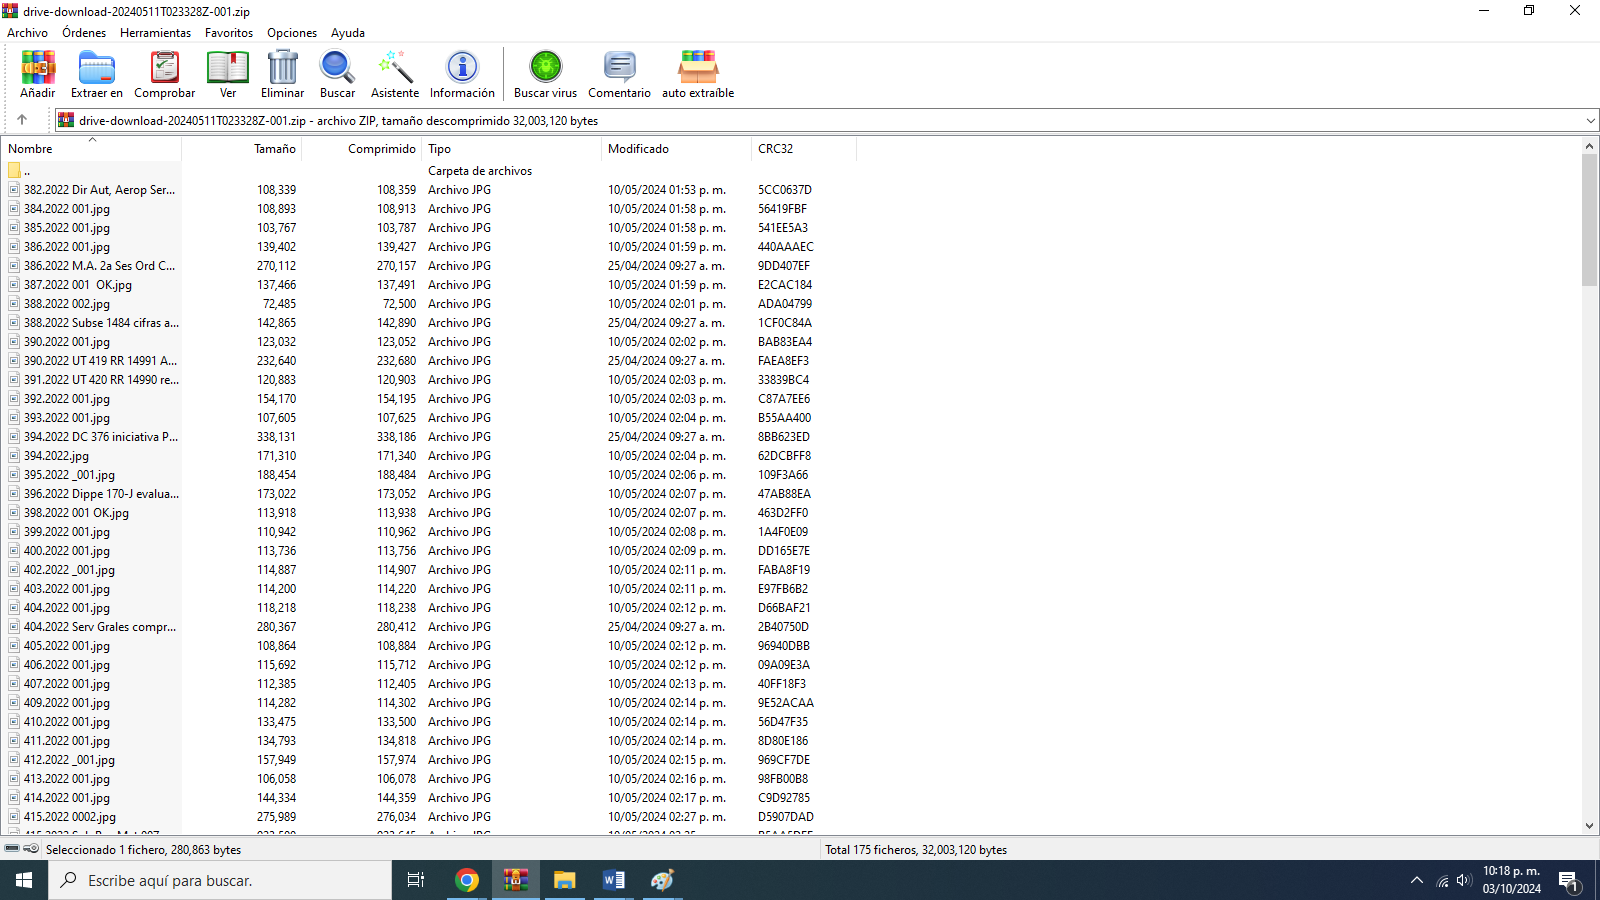 drive-download-20240511T023328Z-001.zip
Archivo Órdenes Herramientas Favoritos Opciones Ayuda
Añadir Extraer en Comprobar Ver Eliminar Buscar Asistente Información Buscar virus Comentario auto extraíble
drive-download-20240511T023328Z-001.zip - archivo ZIP, tamaño descomprimido 32,003,120 bytes
Nombre Tamaño Comprimido Tipo Modificado CRC32
.. Carpeta de archivos
382.2022 Dir Aut, Aerop Ser... 108,339 108,359 Archivo JPG 10/05/2024 01:53 p. m. 5CC0637D
384.2022 001.jpg 108,893 108,913 Archivo JPG 10/05/2024 01:58 p. m. 56419FBF
385.2022 001.jpg 103,767 103,787 Archivo JPG 10/05/2024 01:58 p. m. 541EE5A3
386.2022 001.jpg 139,402 139,427 Archivo JPG 10/05/2024 01:59 p. m. 440AAAEC
386.2022 M.A. 2a Ses Ord C... 270,112 270,157 Archivo JPG 25/04/2024 09:27 a. m. 9DD407EF
387.2022 001  OK.jpg 137,466 137,491 Archivo JPG 10/05/2024 01:59 p. m. E2CAC184
388.2022 002.jpg 72,485 72,500 Archivo JPG 10/05/2024 02:01 p. m. ADA04799
388.2022 Subse 1484 cifras a... 142,865 142,890 Archivo JPG 25/04/2024 09:27 a. m. 1CF0C84A
390.2022 001.jpg 123,032 123,052 Archivo JPG 10/05/2024 02:02 p. m. BAB83EA4
390.2022 UT 419 RR 14991 A... 232,640 232,680 Archivo JPG 25/04/2024 09:27 a. m. FAEA8EF3
391.2022 UT 420 RR 14990 re... 120,883 120,903 Archivo JPG 10/05/2024 02:03 p. m. 33839BC4
392.2022 001.jpg 154,170 154,195 Archivo JPG 10/05/2024 02:03 p. m. C87A7EE6
393.2022 001.jpg 107,605 107,625 Archivo JPG 10/05/2024 02:04 p. m. B55AA400
394.2022 DC 376 iniciativa P... 338,131 338,186 Archivo JPG 25/04/2024 09:27 a. m. 8BB623ED
394.2022.jpg 171,310 171,340 Archivo JPG 10/05/2024 02:04 p. m. 62DCBFF8
395.2022 _001.jpg 188,454 188,484 Archivo JPG 10/05/2024 02:06 p. m. 109F3A66
396.2022 Dippe 170-J evalua... 173,022 173,052 Archivo JPG 10/05/2024 02:07 p. m. 47AB88EA
398.2022 001 OK.jpg 113,918 113,938 Archivo JPG 10/05/2024 02:07 p. m. 463D2FF0
399.2022 001.jpg 110,942 110,962 Archivo JPG 10/05/2024 02:08 p. m. 1A4F0E09
400.2022 001.jpg 113,736 113,756 Archivo JPG 10/05/2024 02:09 p. m. DD165E7E
402.2022 _001.jpg 114,887 114,907 Archivo JPG 10/05/2024 02:11 p. m. FABA8F19
403.2022 001.jpg 114,200 114,220 Archivo JPG 10/05/2024 02:11 p. m. E97FB6B2
404.2022 001.jpg 118,218 118,238 Archivo JPG 10/05/2024 02:12 p. m. D66BAF21
404.2022 Serv Grales compr... 280,367 280,412 Archivo JPG 25/04/2024 09:27 a. m. 2B40750D
405.2022 001.jpg 108,864 108,884 Archivo JPG 10/05/2024 02:12 p. m. 96940DBB
406.2022 001.jpg 115,692 115,712 Archivo JPG 10/05/2024 02:12 p. m. 09A09E3A
407.2022 001.jpg 112,385 112,405 Archivo JPG 10/05/2024 02:13 p. m. 40FF18F3
409.2022 001.jpg 114,282 114,302 Archivo JPG 10/05/2024 02:14 p. m. 9E52ACAA
410.2022 001.jpg 133,475 133,500 Archivo JPG 10/05/2024 02:14 p. m. 56D47F35
411.2022 001.jpg 134,793 134,818 Archivo JPG 10/05/2024 02:14 p. m. 8D80E186
412.2022 _001.jpg 157,949 157,974 Archivo JPG 10/05/2024 02:15 p. m. 969CF7DE
413.2022 001.jpg 106,058 106,078 Archivo JPG 10/05/2024 02:16 p. m. 98FB00B8
414.2022 001.jpg 144,334 144,359 Archivo JPG 10/05/2024 02:17 p. m. C9D92785
415.2022 0002.jpg 275,989 276,034 Archivo JPG 10/05/2024 02:27 p. m. D5907DAD
Seleccionado 1 fichero, 280,863 bytes Total 175 ficheros, 32,003,120 bytes
Escribe aquí para buscar. 10:18 p. m.
03/10/2024
1